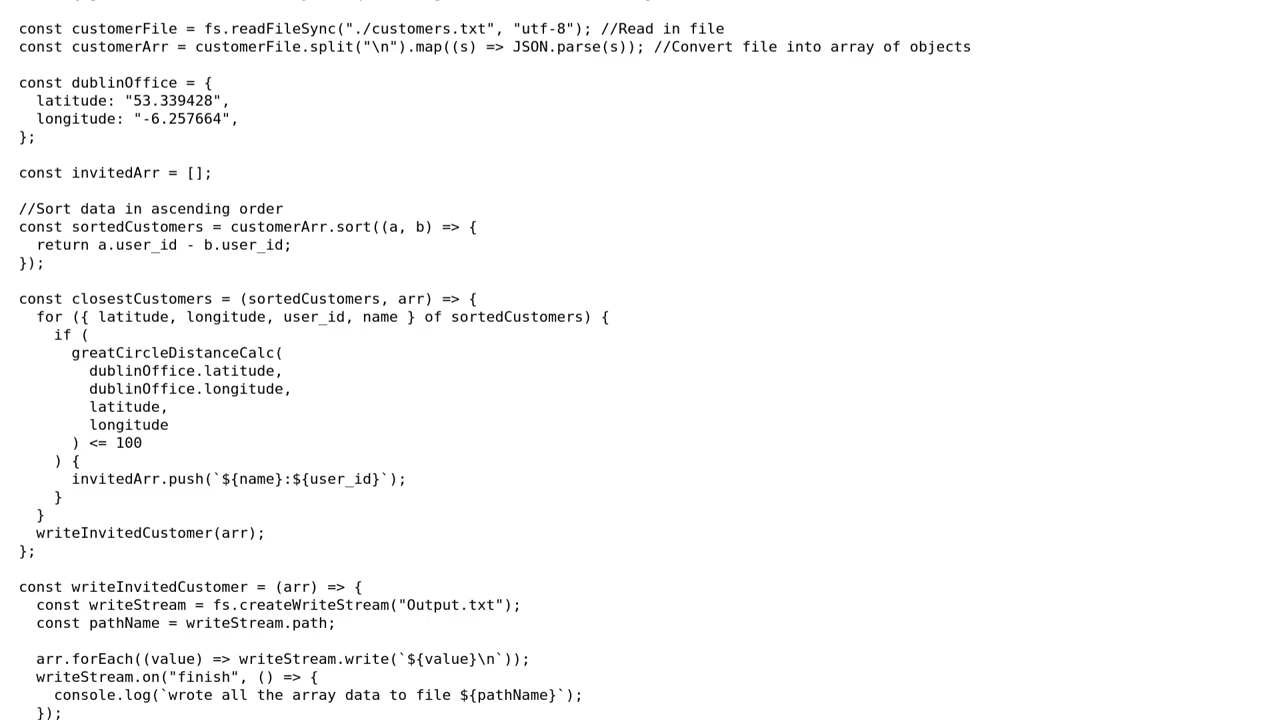 const customerFile = fs.readFileSync("./customers.txt", "utf-8"); //Read in file
const customerArr = customerFile.split("\n").map((s) => JSON.parse(s)); //Convert file into array of objects

const dublinOffice = {
  latitude: "53.339428",
  longitude: "-6.257664",
};

const invitedArr = [];

//Sort data in ascending order
const sortedCustomers = customerArr.sort((a, b) => {
  return a.user_id - b.user_id;
});

const closestCustomers = (sortedCustomers, arr) => {
  for ({ latitude, longitude, user_id, name } of sortedCustomers) {
    if (
      greatCircleDistanceCalc(
        dublinOffice.latitude,
        dublinOffice.longitude,
        latitude,
        longitude
      ) <= 100
    ) {
      invitedArr.push(`${name}:${user_id}`);
    }
  }
  writeInvitedCustomer(arr);
};

const writeInvitedCustomer = (arr) => {
  const writeStream = fs.createWriteStream("Output.txt");
  const pathName = writeStream.path;

  arr.forEach((value) => writeStream.write(`${value}\n`));
  writeStream.on("finish", () => {
    console.log(`wrote all the array data to file ${pathName}`);
  });